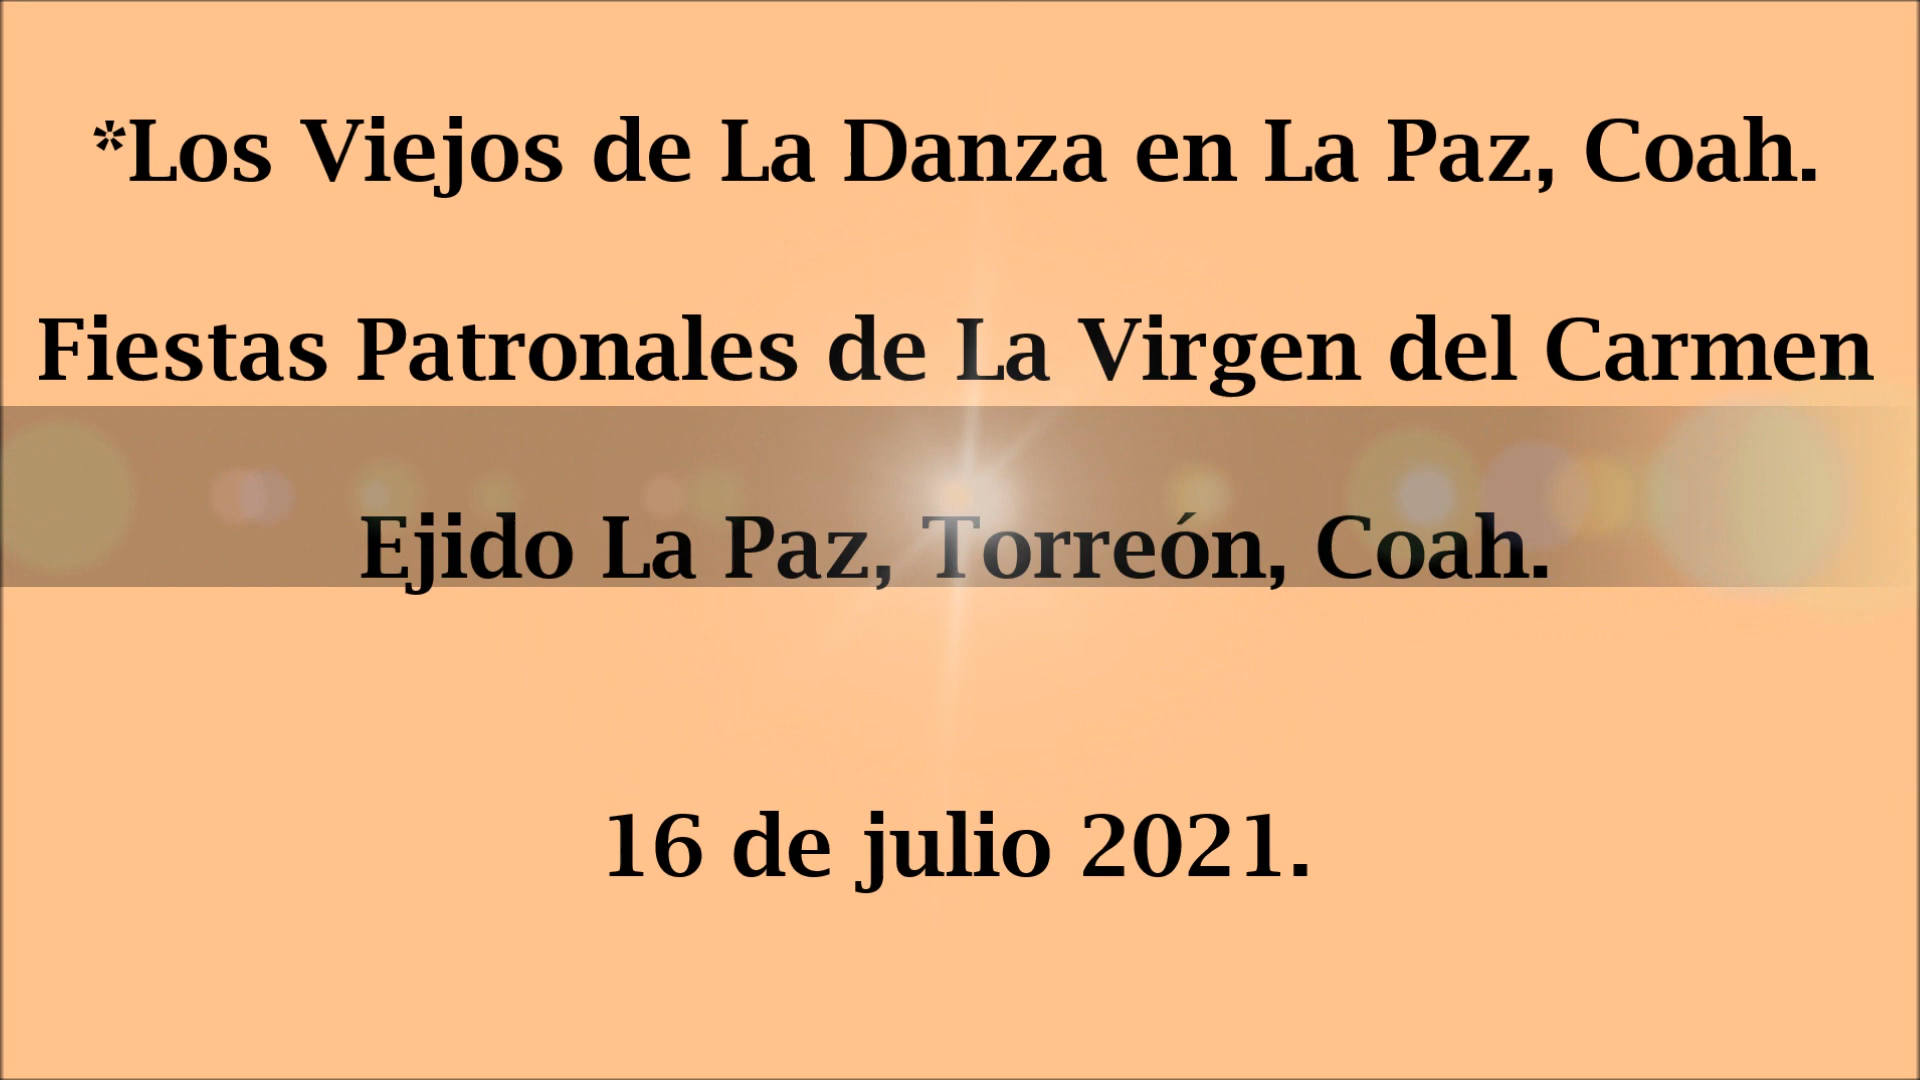 *Los Viejos de La Danza en La Paz, Coah.
Fiestas Patronales de La Virgen del Carmen
Ejido La Paz, Torreón, Coah.
16 de julio 2021.